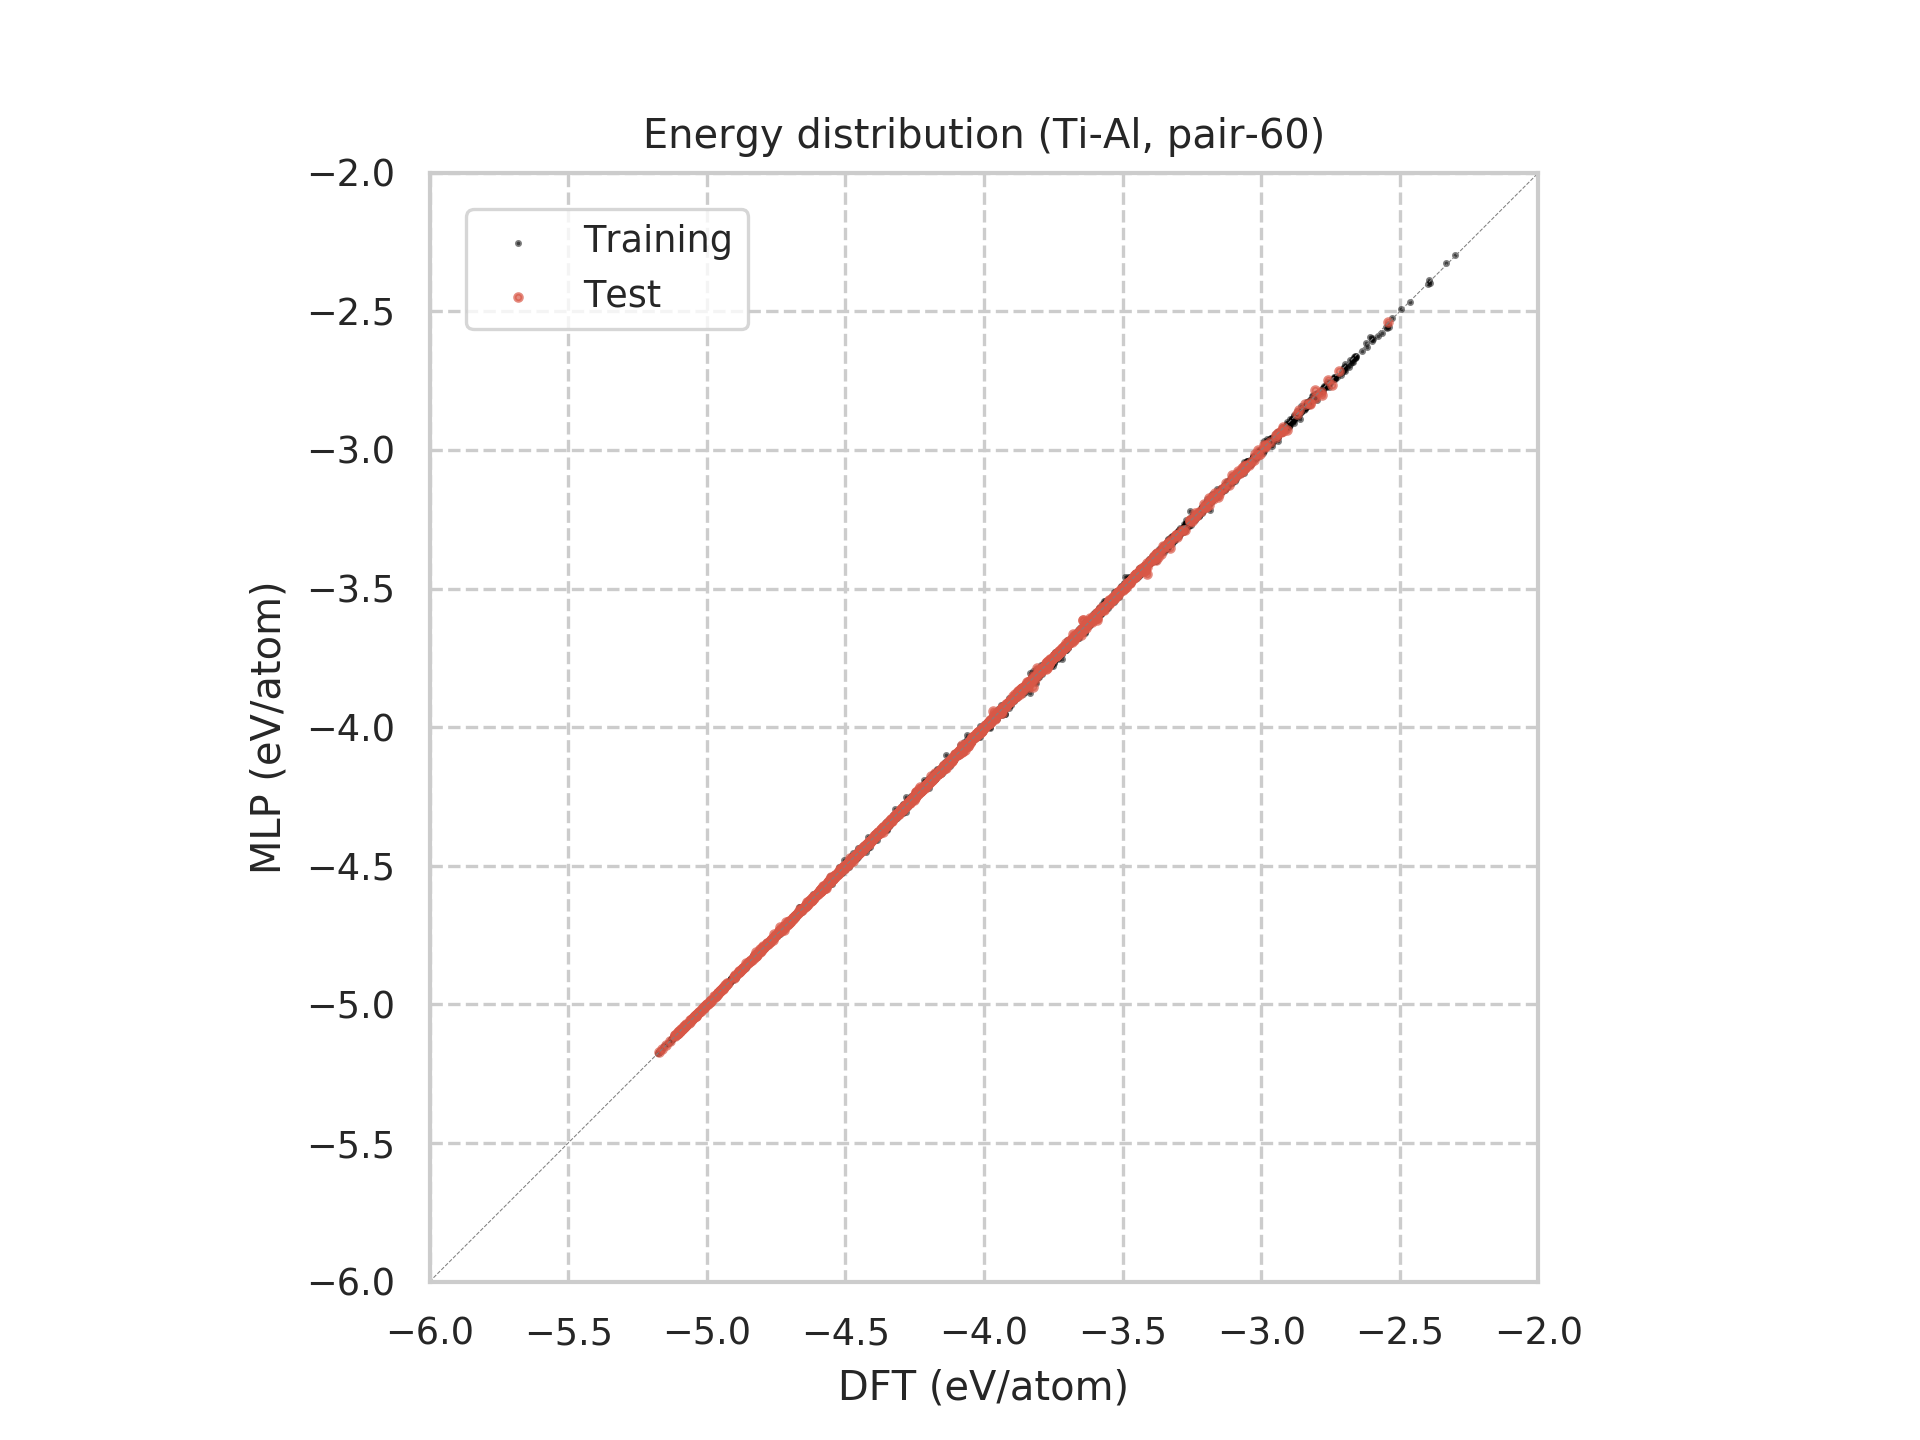 Energy distribution (Ti-Al, pair-60)
Training
Test
MLP (eV/atom)
−2.0
−2.5
−3.0
−3.5
−4.0
−4.5
−5.0
−5.5
−6.0
−6.0 −5.5 −5.0 −4.5 −4.0 −3.5 −3.0 −2.5 −2.0
DFT (eV/atom)